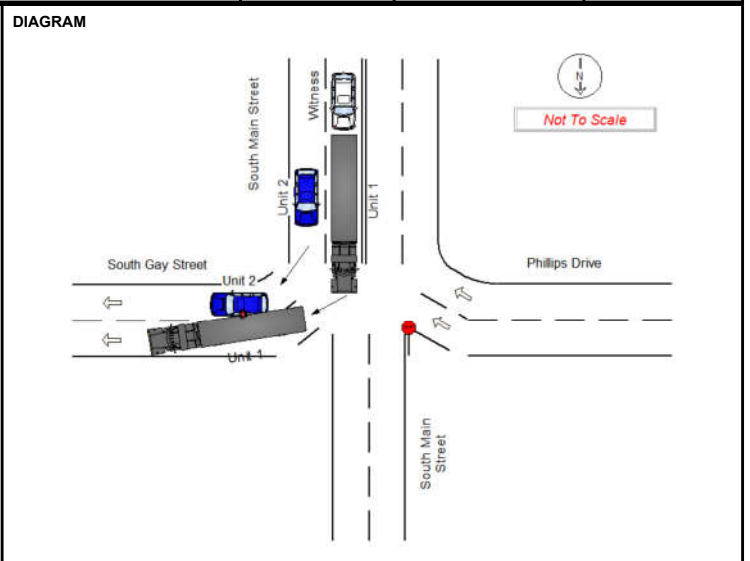 DIAGRAM
South Main Street
Witness
Unit 2
Unit 1
N
Not To Scale
South Gay Street
Phillips Drive
Unit 2
Unit 1
South Main
Street